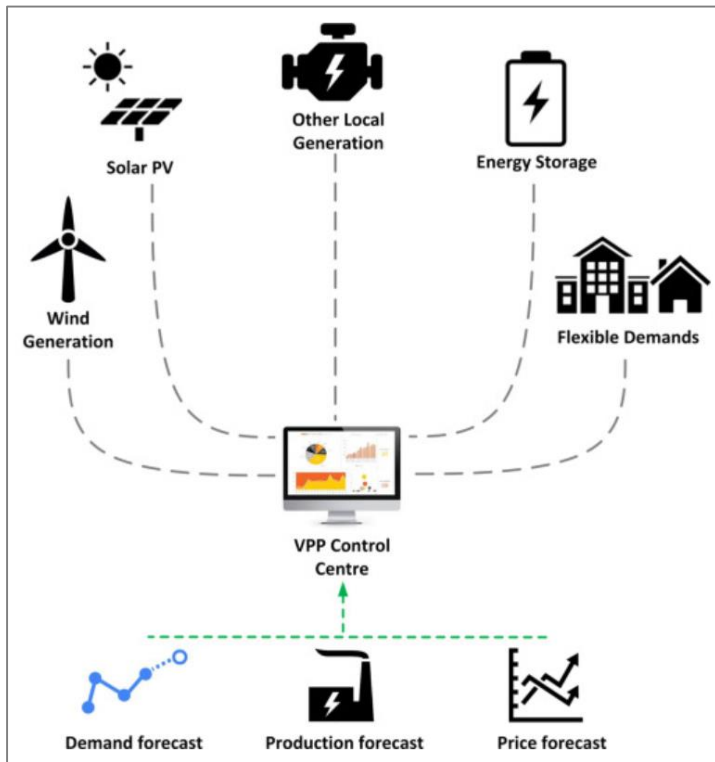 Other Local
Generation
Solar PV
Energy Storage
Wind
Generation
Flexible Demands
VPP Control
Centre
Demand forecast
Production forecast
Price forecast